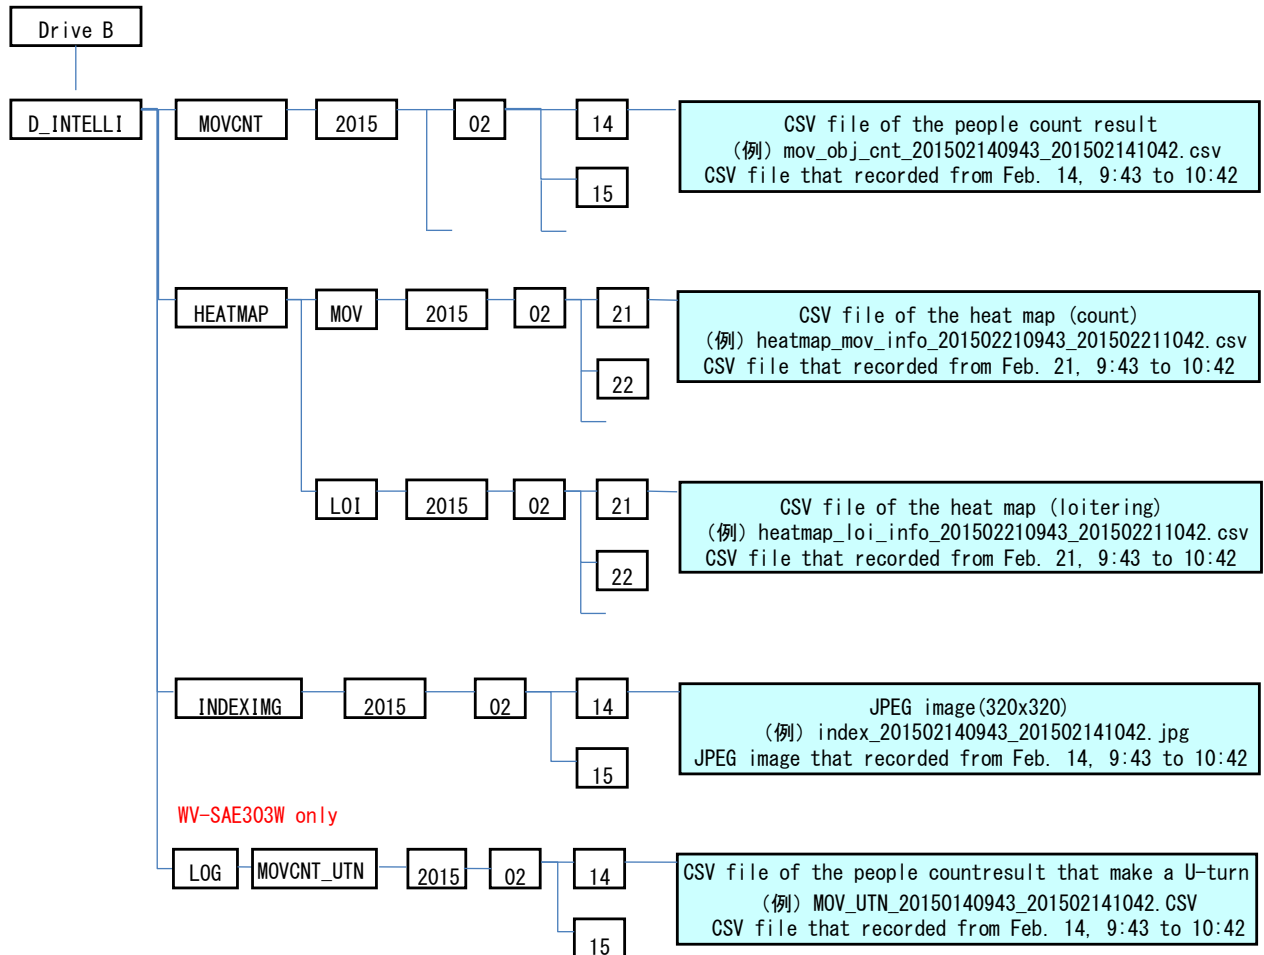 Drive B
D_INTELLI
MOVCNT
2015
02
14
CSV file of the people count result
(例) mov_obj_cnt_201502140943_201502141042.csv
CSV file that recorded from Feb. 14, 9:43 to 10:42
15
HEATMAP
MOV
2015
02
21
CSV file of the heat map (count)
(例) heatmap_mov_info_201502210943_201502211042.csv
CSV file that recorded from Feb. 21, 9:43 to 10:42
22
LOI
2015
02
21
CSV file of the heat map (loitering)
(例) heatmap_loi_info_201502210943_201502211042.csv
CSV file that recorded from Feb. 21, 9:43 to 10:42
22
INDEXIMG
2015
02
14
JPEG image(320x320)
(例) index_201502140943_201502141042.jpg
JPEG image that recorded from Feb. 14, 9:43 to 10:42
15
WV-SAE303W only
LOG
MOVCNT_UTN
2015
02
14
CSV file of the people countresult that make a U-turn
(例) MOV_UTN_20150140943_201502141042.CSV
CSV file that recorded from Feb. 14, 9:43 to 10:42
15